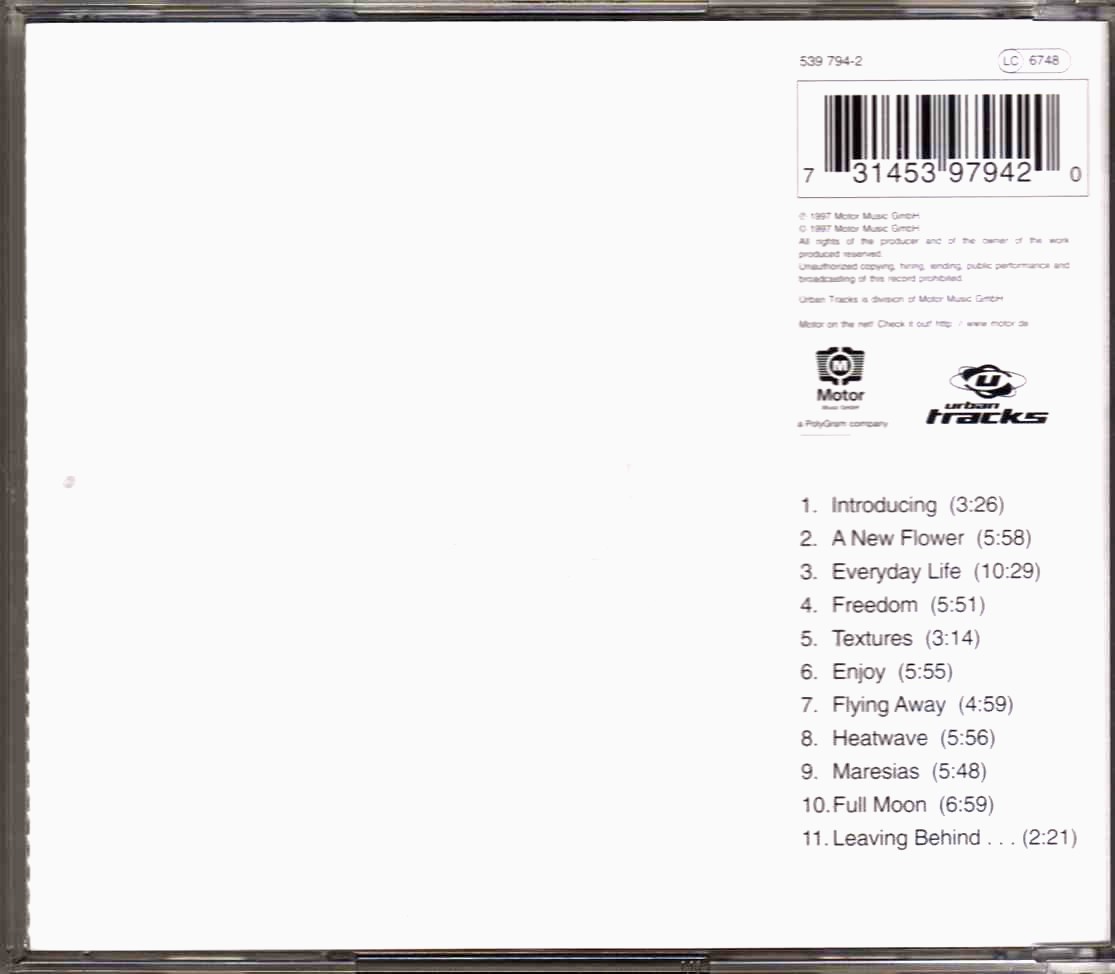 539 794-2
LC 6748
7 31453 97942 0
℗ 1997 Motor Music GmbH
© 1997 Motor Music GmbH
All rights of the producer and of the owner of the work
produced reserved.
Unauthorized copying, hiring, lending, public performance and
broadcasting of this record prohibited.
Urban Tracks is division of Motor Music GmbH
Motor on the net! Check it out! http / www motor de
M
Motor
Music GmbH
a PolyGram company
U
urban
tracks
1. Introducing (3:26)
2. A New Flower (5:58)
3. Everyday Life (10:29)
4. Freedom (5:51)
5. Textures (3:14)
6. Enjoy (5:55)
7. Flying Away (4:59)
8. Heatwave (5:56)
9. Maresias (5:48)
10. Full Moon (6:59)
11. Leaving Behind . . . (2:21)